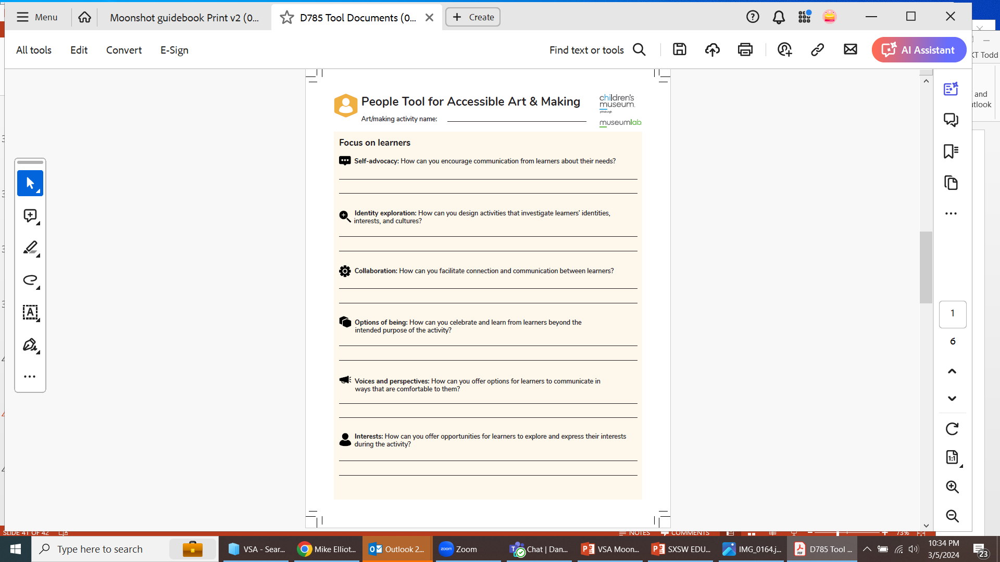 Menu
Moonshot guidebook Print v2 (0...
D785 Tool Documents (0...
Create
All tools
Edit
Convert
E-Sign
Find text or tools
AI Assistant
KT Todd
and
utlook
People Tool for Accessible Art & Making
Art/making activity name:
children's
museum.
pittsburgh
museumlab
Focus on learners
Self-advocacy: How can you encourage communication from learners about their needs?
Identity exploration: How can you design activities that investigate learners' identities,
interests, and cultures?
Collaboration: How can you facilitate connection and communication between learners?
Options of being: How can you celebrate and learn from learners beyond the
intended purpose of the activity?
Voices and perspectives: How can you offer options for learners to communicate in
ways that are comfortable to them?
Interests: How can you offer opportunities for learners to explore and express their interests
during the activity?
1
6
SLIDE 41 OF 42
NOTES
COMMENTS
73%
Type here to search
VSA - Sear...
Mike Elliot...
Outlook 2...
Zoom
Chat | Dan...
VSA Moon...
SXSW EDU...
IMG_0164.j...
D785 Tool ...
10:34 PM
3/5/2024
23